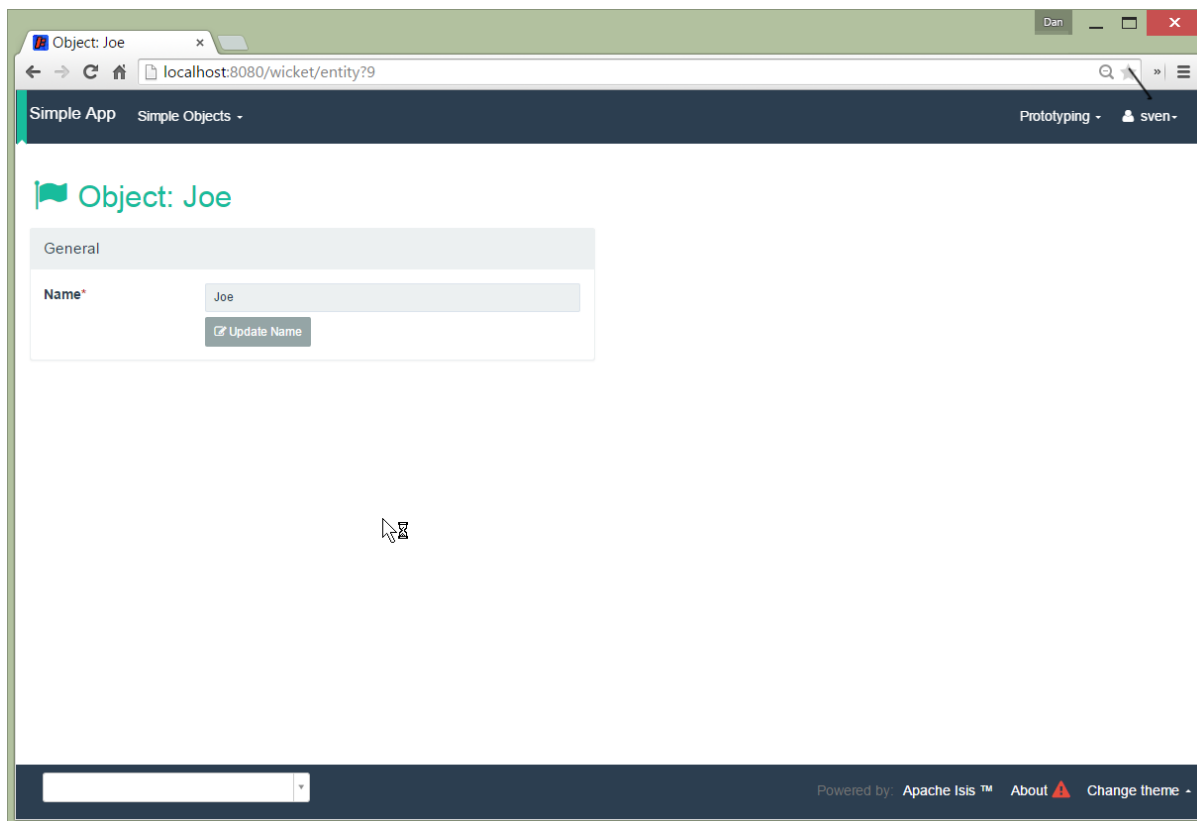 Dan
Object: Joe
localhost:8080/wicket/entity?9
Simple App Simple Objects Prototyping sven
Object: Joe
General
Name* Joe
Update Name
Powered by: Apache Isis ™ About Change theme